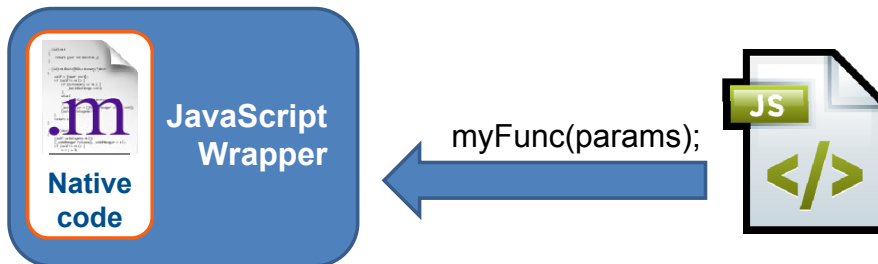 .m
Native
code
JavaScript
Wrapper
myFunc(params);
JS
</>